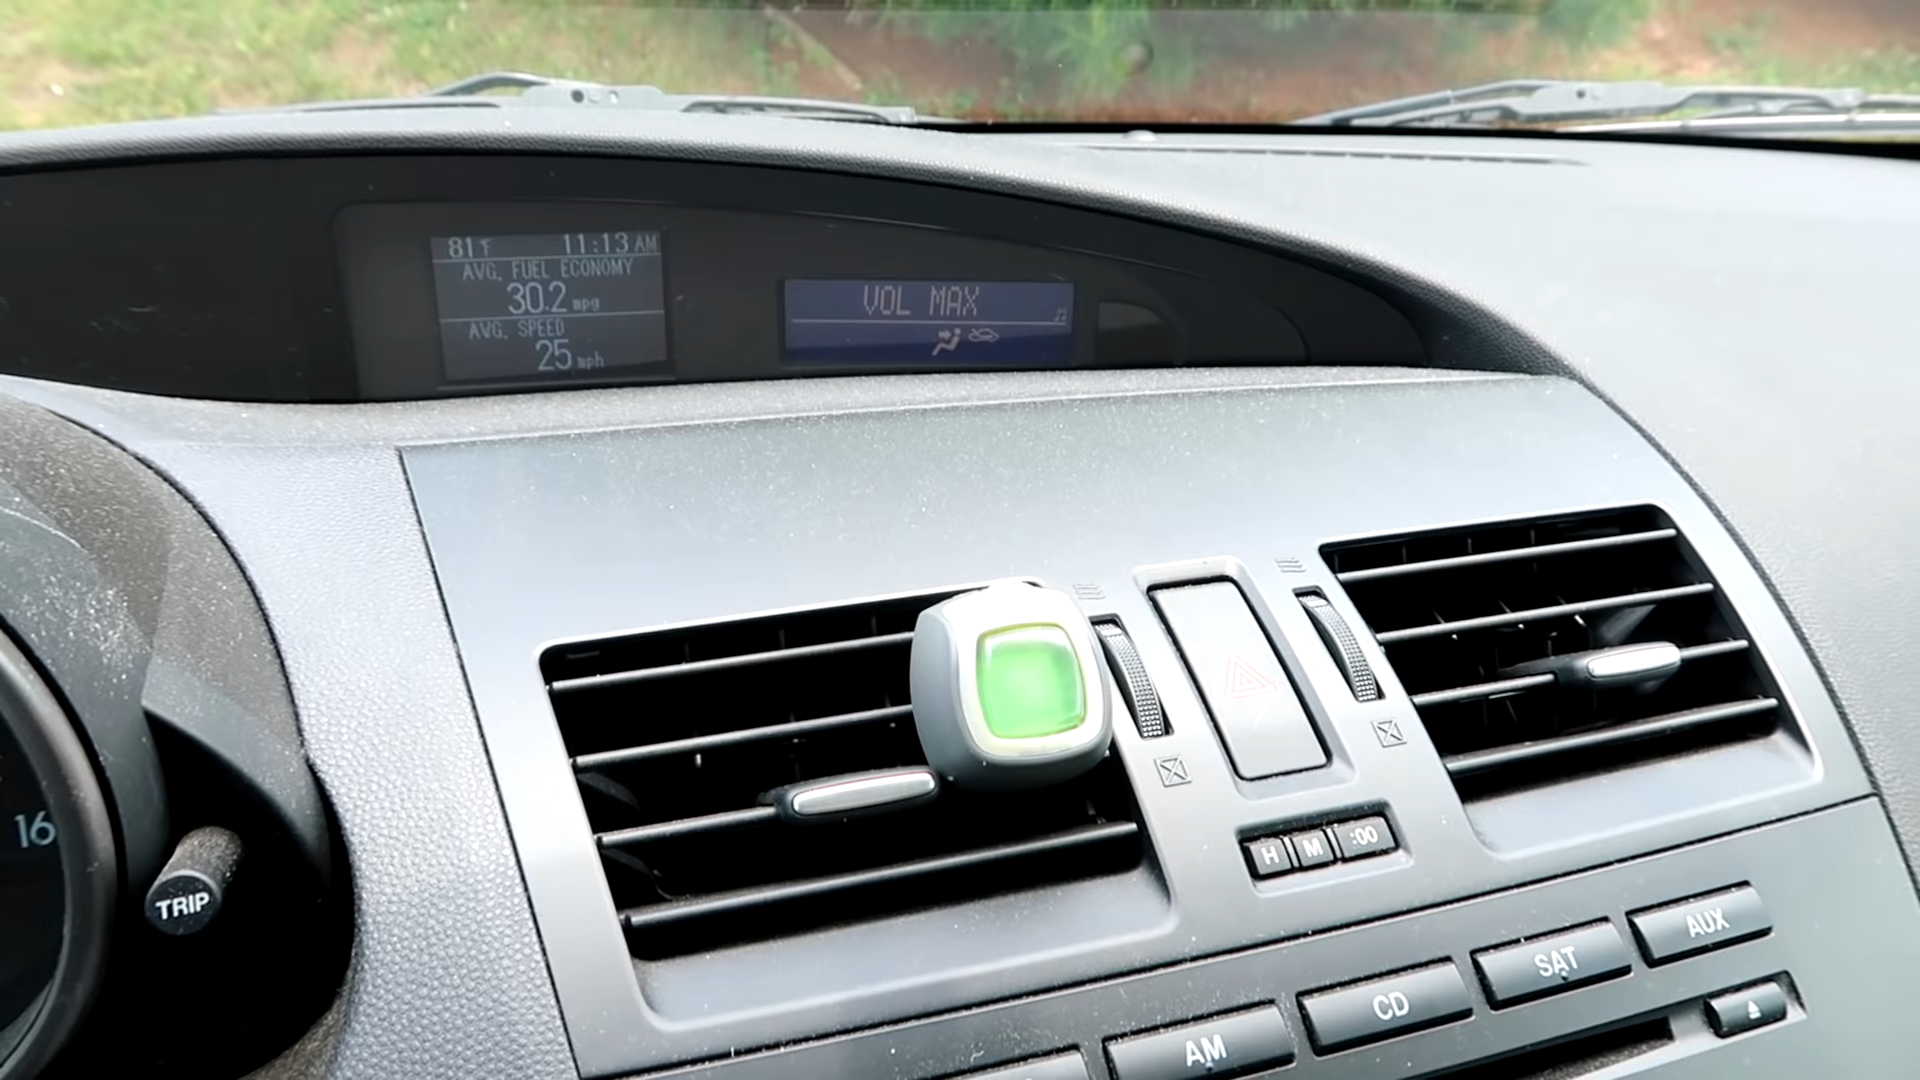 81°F 11:13 AM
AVG. FUEL ECONOMY
30.2 mpg
AVG. SPEED
25 mph
VOL MAX
16
TRIP
H M :00
AM CD SAT AUX